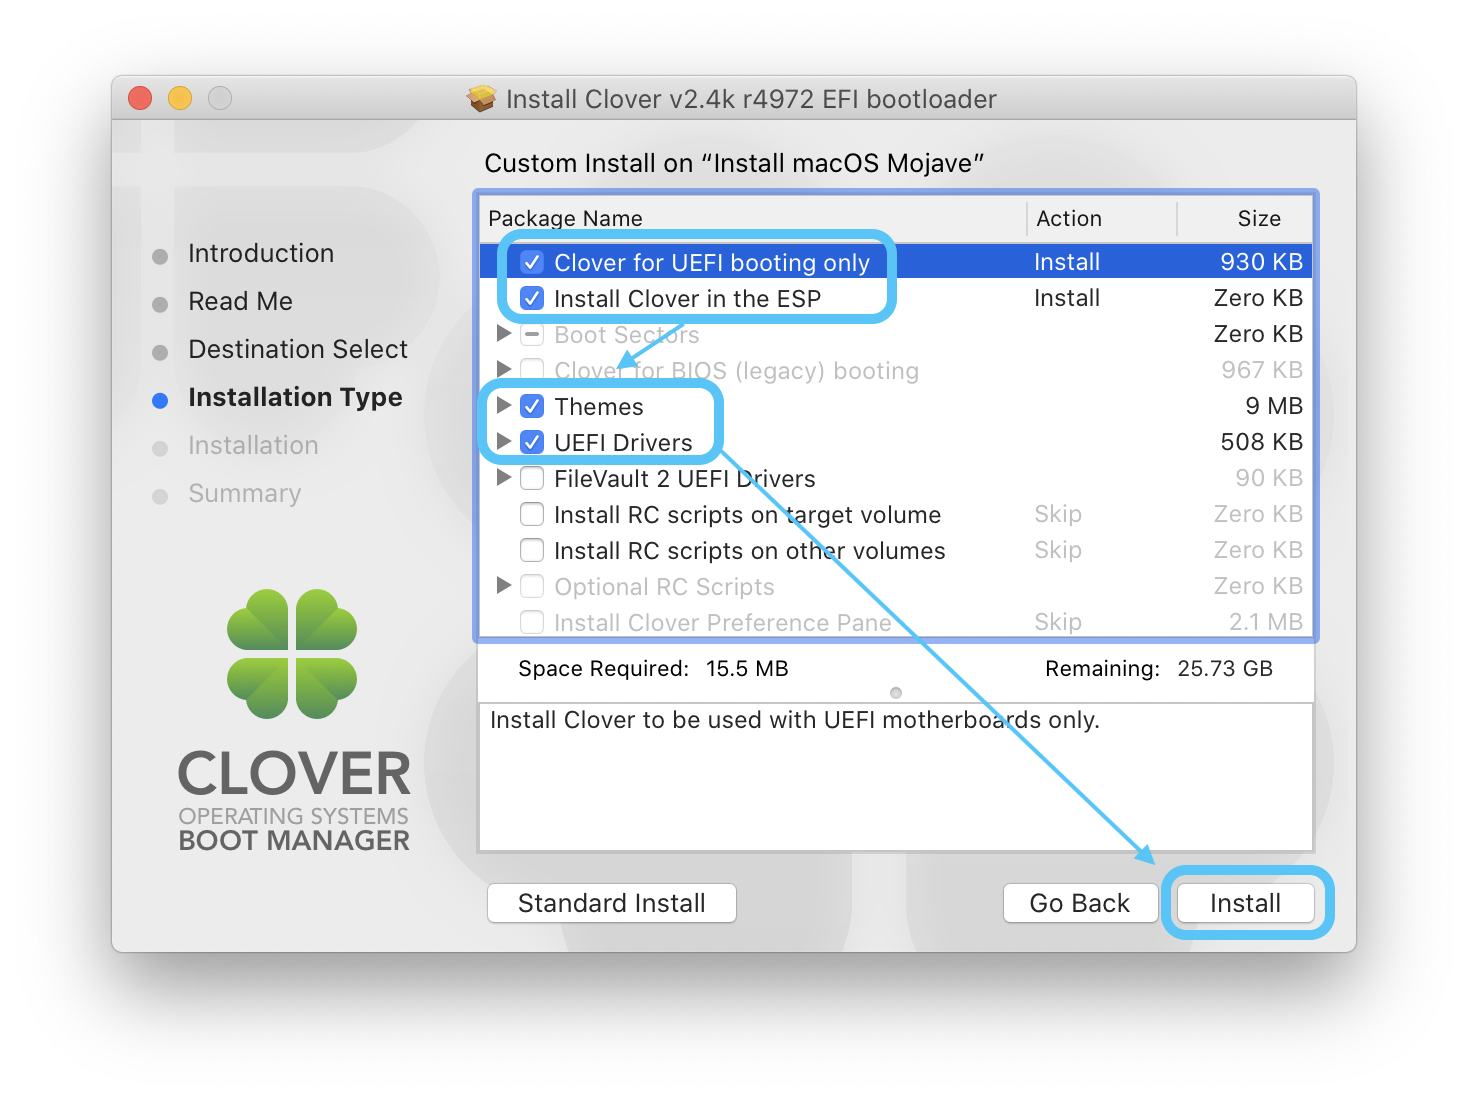 Install Clover v2.4k r4972 EFI bootloader
Custom Install on “Install macOS Mojave”
Introduction
Read Me
Destination Select
Installation Type
Installation
Summary
CLOVER
OPERATING SYSTEMS
BOOT MANAGER
Package Name Action Size
Clover for UEFI booting only Install 930 KB
Install Clover in the ESP Install Zero KB
Boot Sectors Zero KB
Clover for BIOS (legacy) booting 967 KB
Themes 9 MB
UEFI Drivers 508 KB
FileVault 2 UEFI Drivers 90 KB
Install RC scripts on target volume Skip Zero KB
Install RC scripts on other volumes Skip Zero KB
Optional RC Scripts Zero KB
Install Clover Preference Pane Skip 2.1 MB
Space Required: 15.5 MB Remaining: 25.73 GB
Install Clover to be used with UEFI motherboards only.
Standard Install Go Back Install